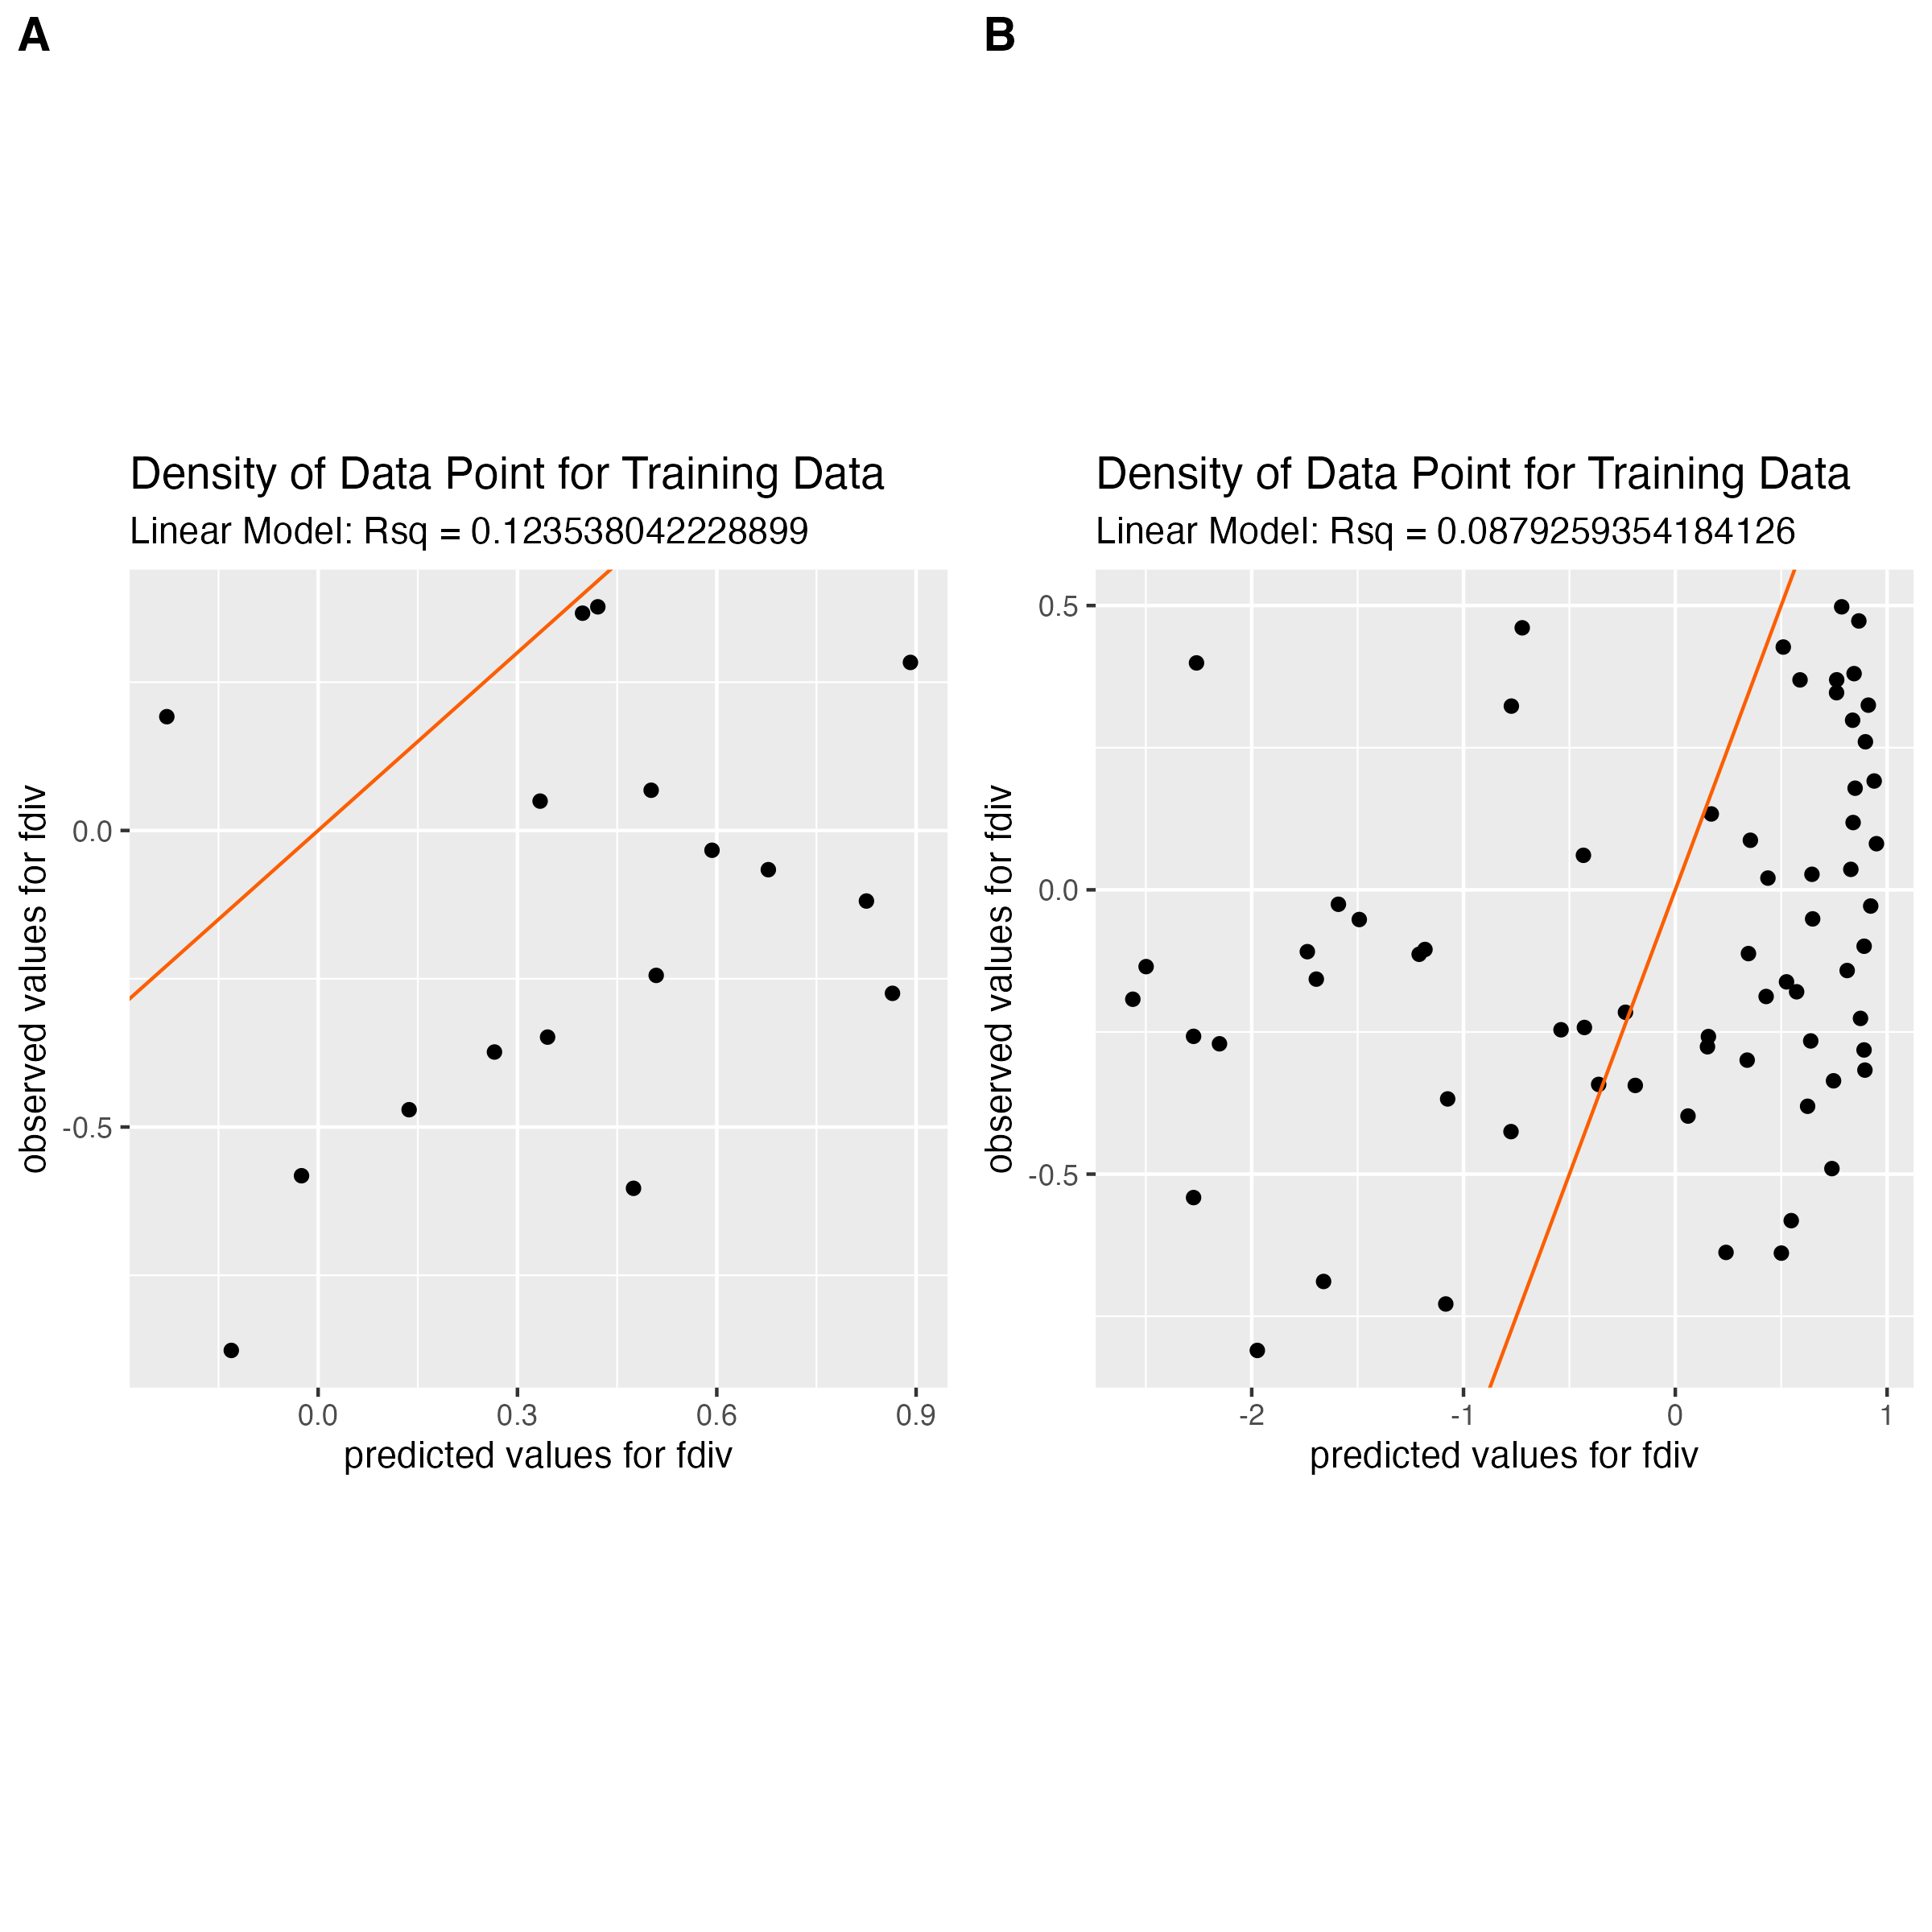 A
B
Density of Data Point for Training Data
Linear Model: Rsq = 0.123538042228899
0.0
-0.5
observed values for fdiv
0.0 0.3 0.6 0.9
predicted values for fdiv
Density of Data Point for Training Data
Linear Model: Rsq = 0.0879259354184126
0.5
0.0
-0.5
observed values for fdiv
-2 -1 0 1
predicted values for fdiv